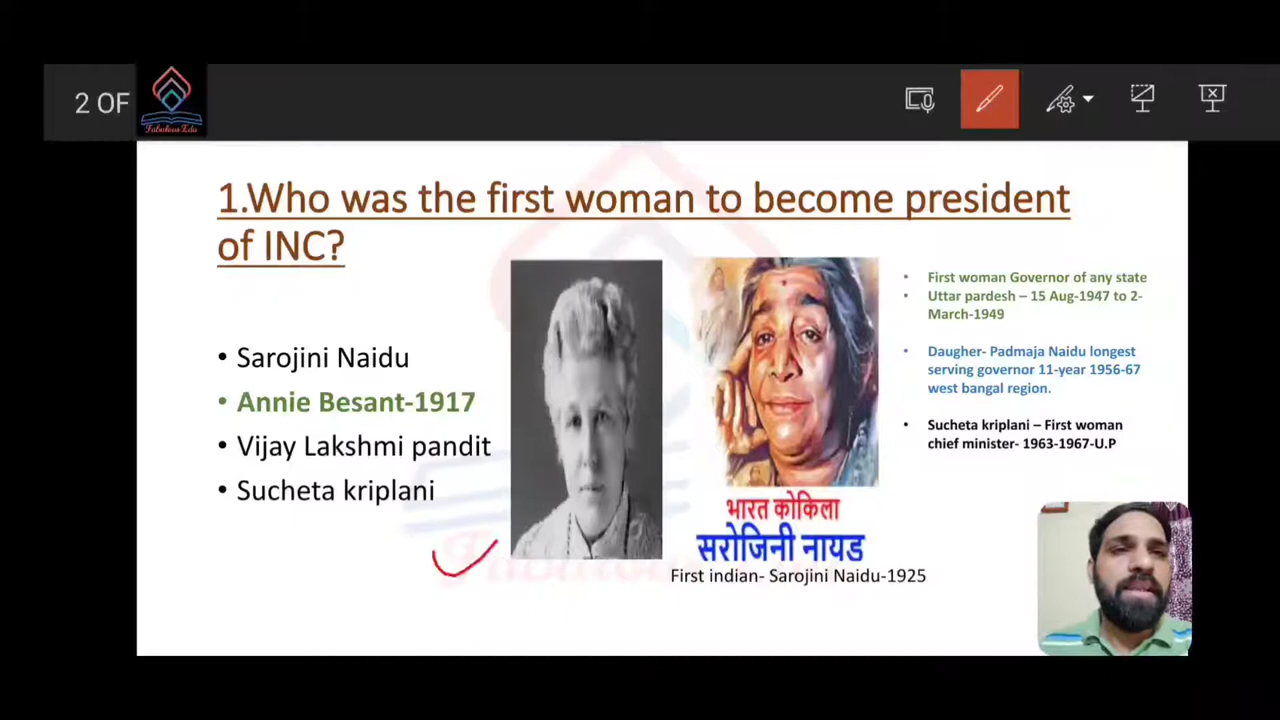 2 OF
Fabulous Edu
1.Who was the first woman to become president
of INC?
• Sarojini Naidu
• Annie Besant-1917
• Vijay Lakshmi pandit
• Sucheta kriplani
भारत कोकिला
सरोजिनी नायड
First indian- Sarojini Naidu-1925
• First woman Governor of any state
• Uttar pardesh – 15 Aug-1947 to 2-
March-1949
• Daugher- Padmaja Naidu longest
serving governor 11-year 1956-67
west bangal region.
• Sucheta kriplani – First woman
chief minister- 1963-1967-U.P